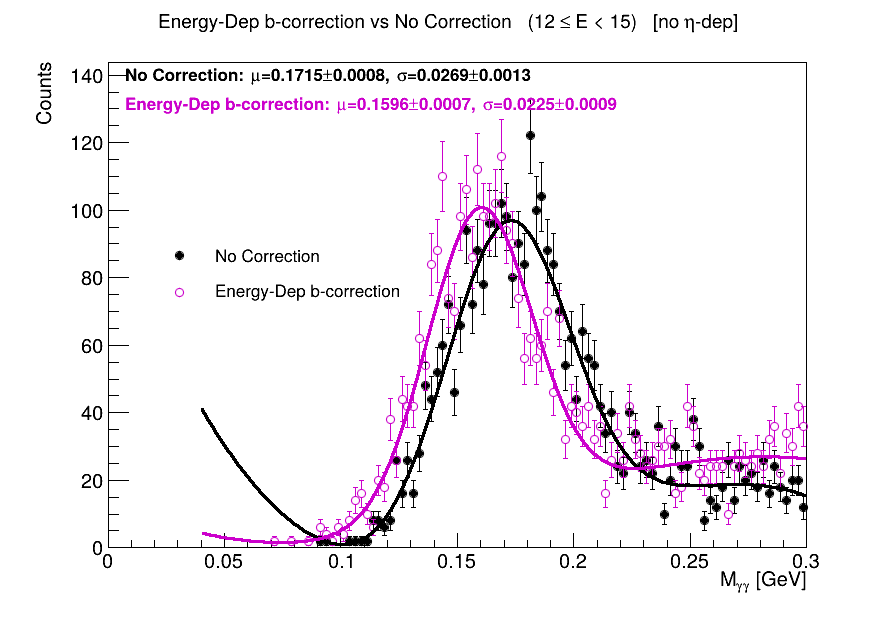 Energy-Dep b-correction vs No Correction (12 ≤ E < 15) [no η-dep]
Counts
140
120
100
80
60
40
20
0
No Correction: μ=0.1715±0.0008, σ=0.0269±0.0013
Energy-Dep b-correction: μ=0.1596±0.0007, σ=0.0225±0.0009
No Correction
Energy-Dep b-correction
0 0.05 0.1 0.15 0.2 0.25 0.3
Mγγ [GeV]